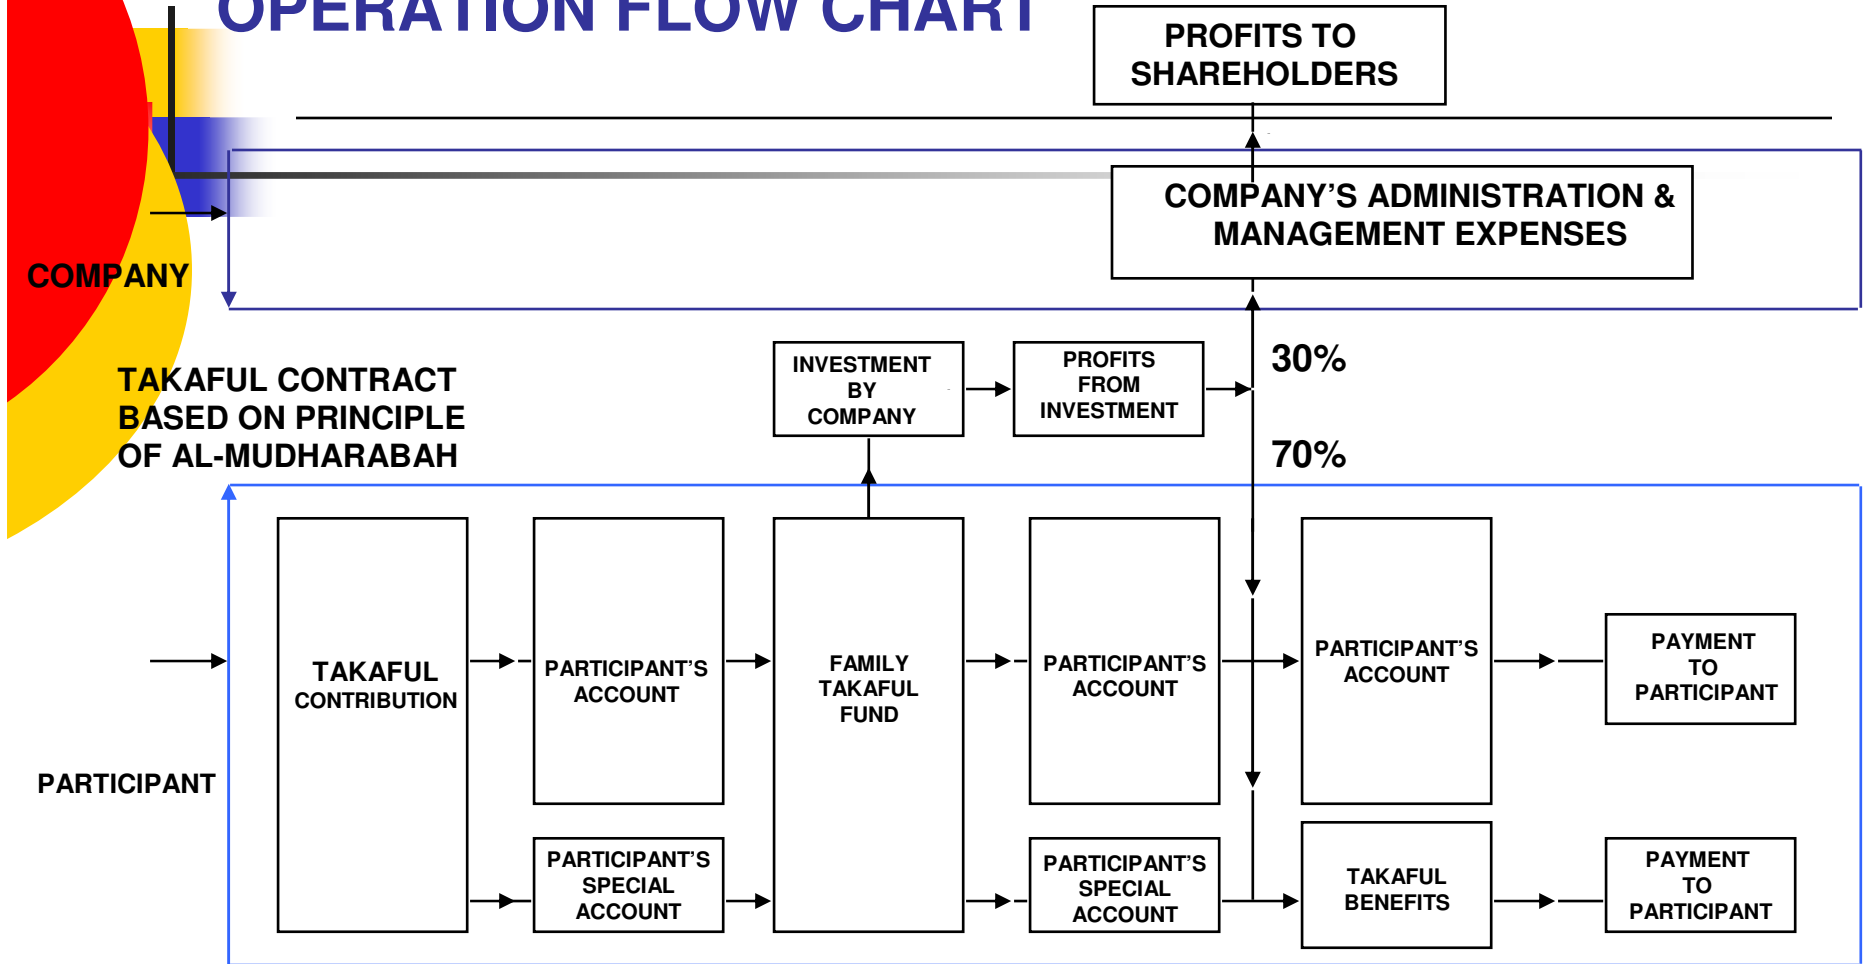 OPERATION FLOW CHART
PROFITS TO
SHAREHOLDERS
COMPANY’S ADMINISTRATION &
MANAGEMENT EXPENSES
COMPANY
TAKAFUL CONTRACT
BASED ON PRINCIPLE
OF AL-MUDHARABAH
INVESTMENT
BY
COMPANY
PROFITS
FROM
INVESTMENT
30%
70%
TAKAFUL
CONTRIBUTION
PARTICIPANT’S
ACCOUNT
FAMILY
TAKAFUL
FUND
PARTICIPANT’S
ACCOUNT
PARTICIPANT’S
ACCOUNT
PAYMENT
TO
PARTICIPANT
PARTICIPANT
PARTICIPANT’S
SPECIAL
ACCOUNT
PARTICIPANT’S
SPECIAL
ACCOUNT
TAKAFUL
BENEFITS
PAYMENT
TO
PARTICIPANT